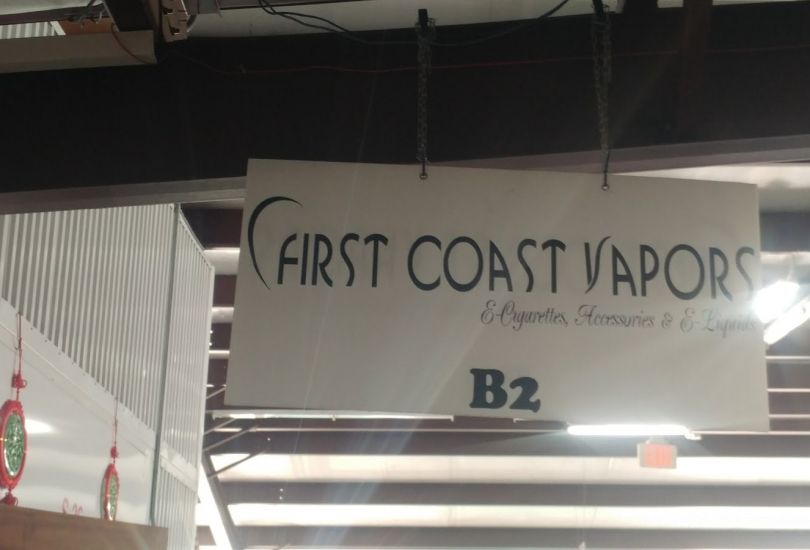 FIRST COAST VAPORS
E-Cigarettes, Accessories & E-Liquids
B2